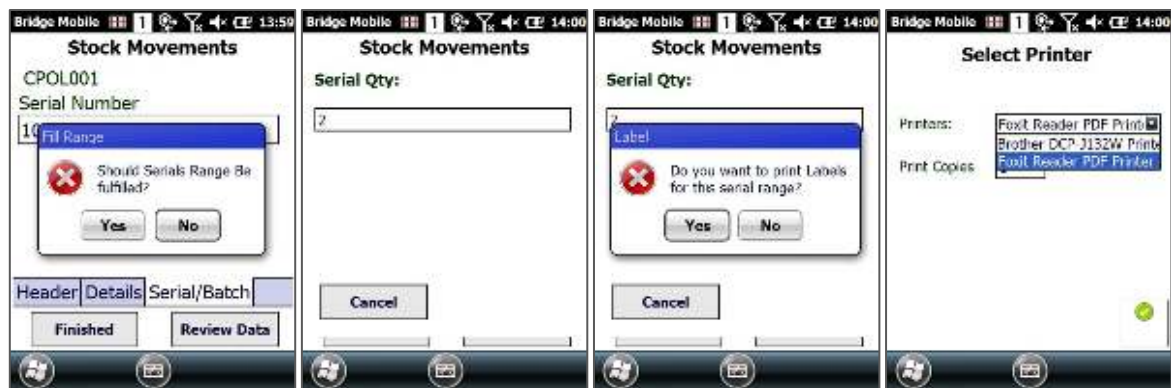 Bridge Mobile 1 13:59
Stock Movements
CPOL001
Serial Number
10
Fill Range
Should Serials Range Be
fulfilled?
Yes No
Header Details Serial/Batch
Finished Review Data
Bridge Mobile 1 14:00
Stock Movements
Serial Qty:
2
Cancel
Bridge Mobile 1 14:00
Stock Movements
Serial Qty:
2
Label
Do you want to print Labels
for this serial range?
Yes No
Cancel
Bridge Mobile 1 14:00
Select Printer
Printers: Foxit Reader PDF Print
Brother DCP-J132W Print
Print Copies Foxit Reader PDF Printer